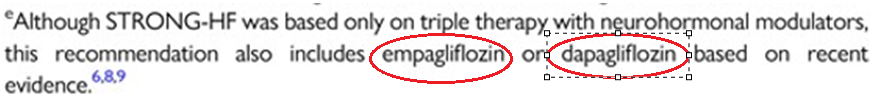 eAlthough STRONG-HF was based only on triple therapy with neurohormonal modulators,
this recommendation also includes empagliflozin or dapagliflozin based on recent
evidence.6,8,9